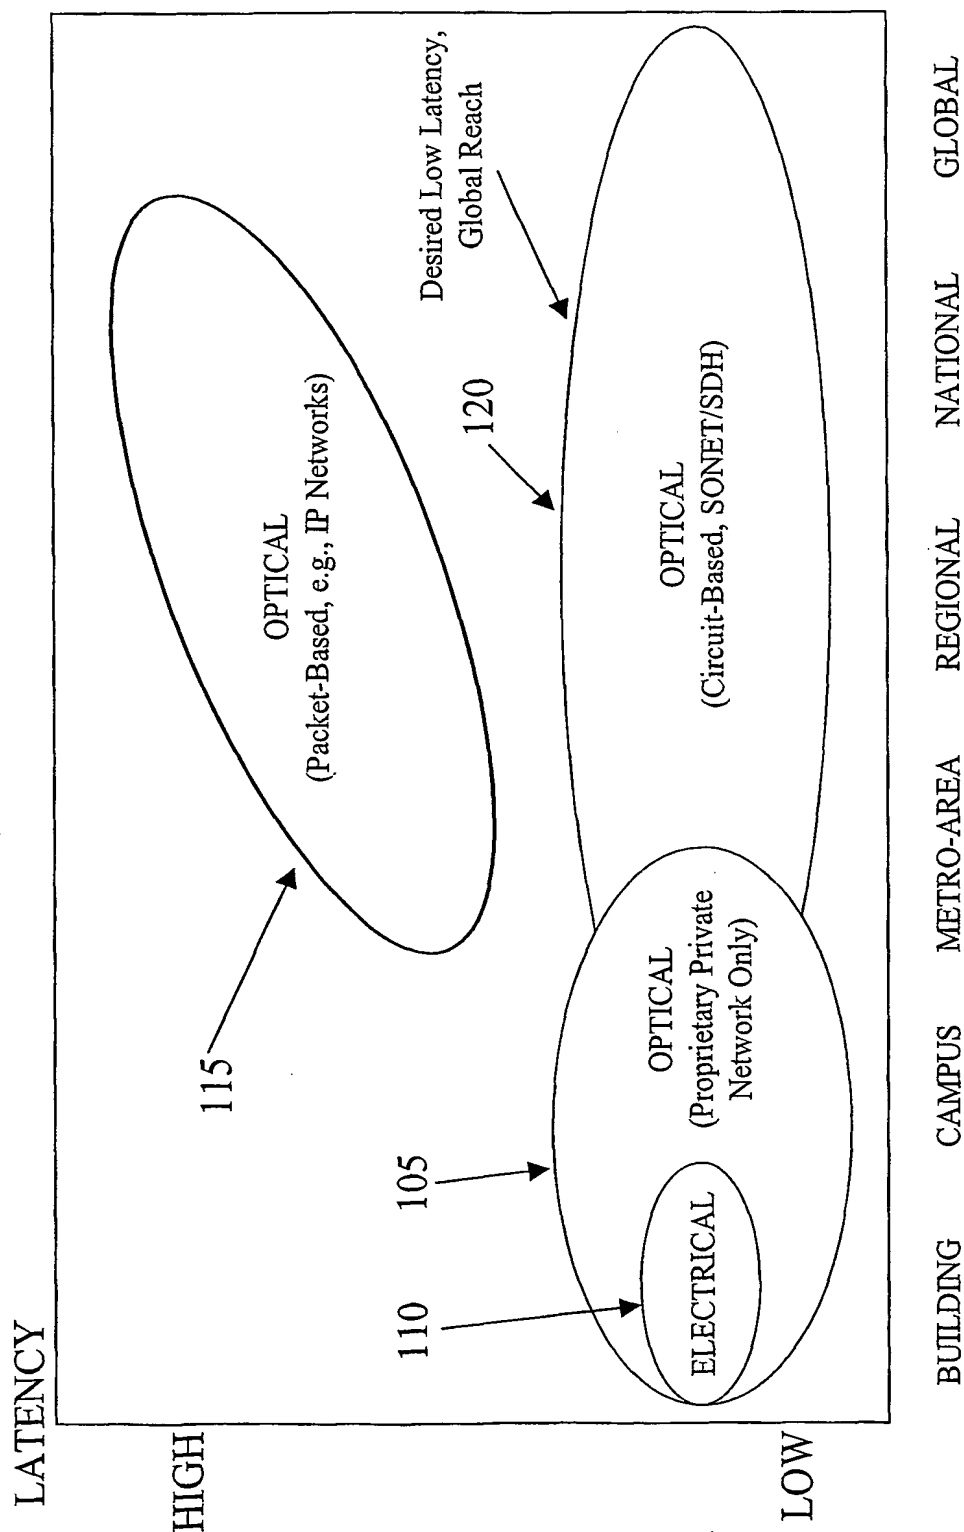 LATENCY
HIGH
LOW
115
OPTICAL
(Packet-Based, e.g., IP Networks)
Desired Low Latency,
Global Reach
120
OPTICAL
(Circuit-Based, SONET/SDH)
105
OPTICAL
(Proprietary Private
Network Only)
110
ELECTRICAL
BUILDING
CAMPUS
METRO-AREA
REGIONAL
NATIONAL
GLOBAL